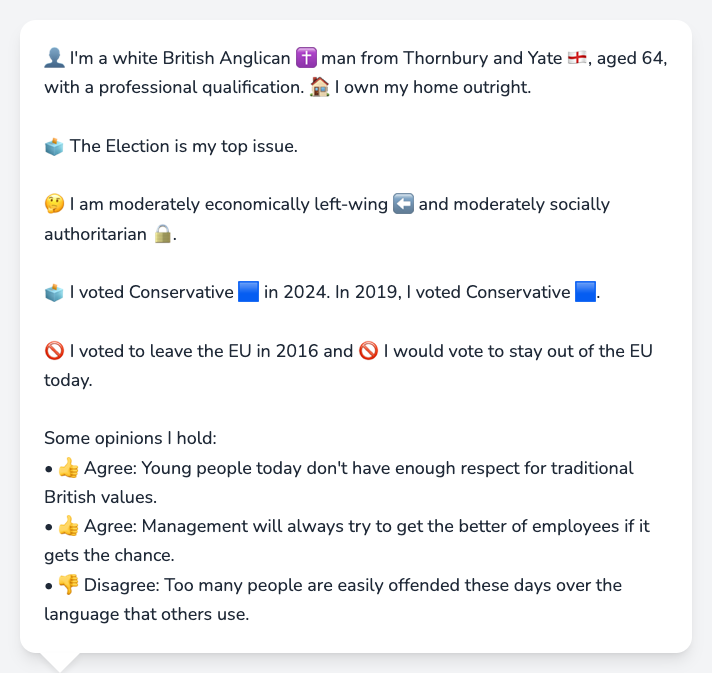 👤 I'm a white British Anglican ✝️ man from Thornbury and Yate 🏴󠁧󠁢󠁥󠁮󠁧󠁿, aged 64,
with a professional qualification. 🏠 I own my home outright.
🗳️ The Election is my top issue.
🤔 I am moderately economically left-wing ⬅️ and moderately socially
authoritarian 🔒.
🗳️ I voted Conservative 🟦 in 2024. In 2019, I voted Conservative 🟦.
🚫 I voted to leave the EU in 2016 and 🚫 I would vote to stay out of the EU
today.
Some opinions I hold:
• 👍 Agree: Young people today don't have enough respect for traditional
British values.
• 👍 Agree: Management will always try to get the better of employees if it
gets the chance.
• 👎 Disagree: Too many people are easily offended these days over the
language that others use.